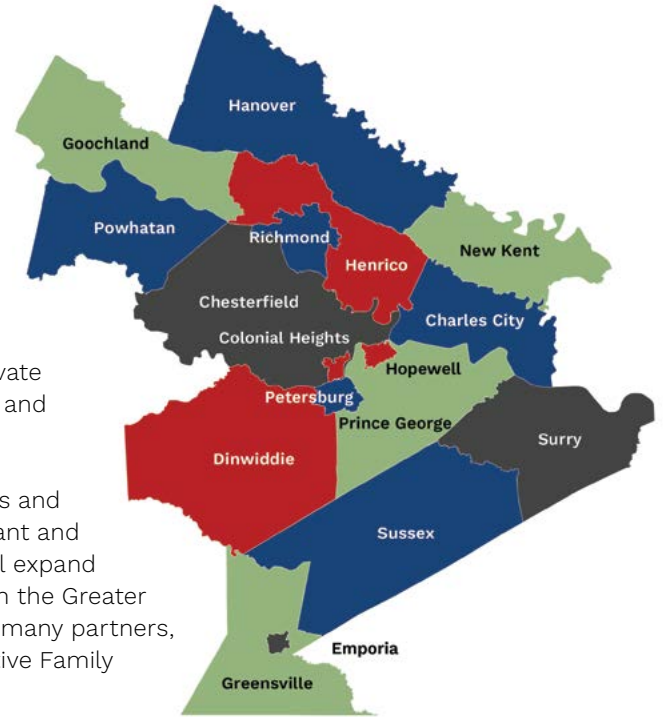 Hanover
Goochland
Powhatan
Richmond
New Kent
Henrico
Chesterfield
Charles City
Colonial Heights
Hopewell
Petersburg
Prince George
Surry
Dinwiddie
Sussex
Emporia
Greensville
vate
and
s and
ant and
l expand
n the Greater
many partners,
tive Family